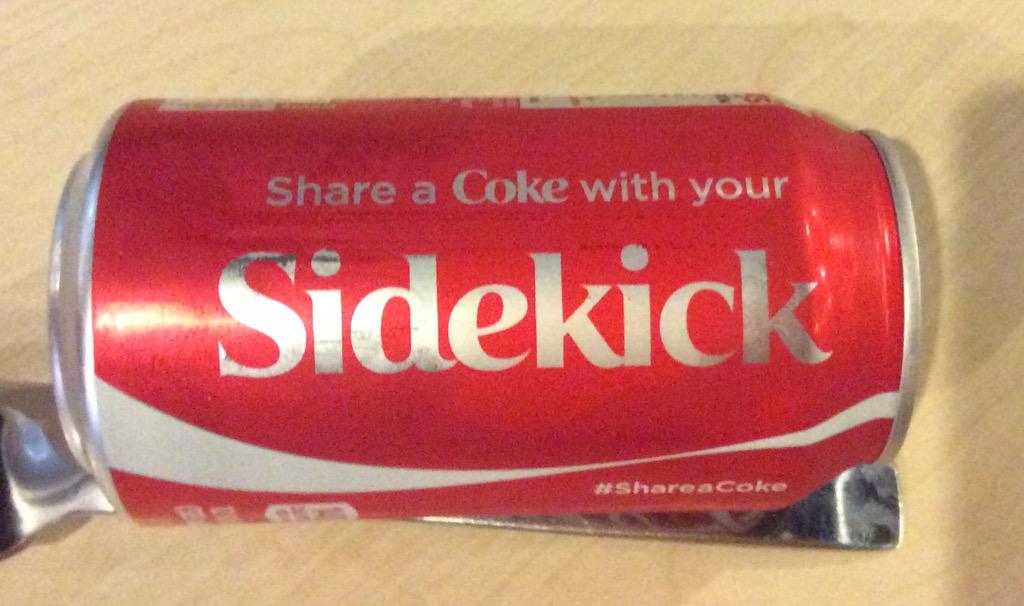 Share a Coke with your
Sidekick
#ShareaCoke